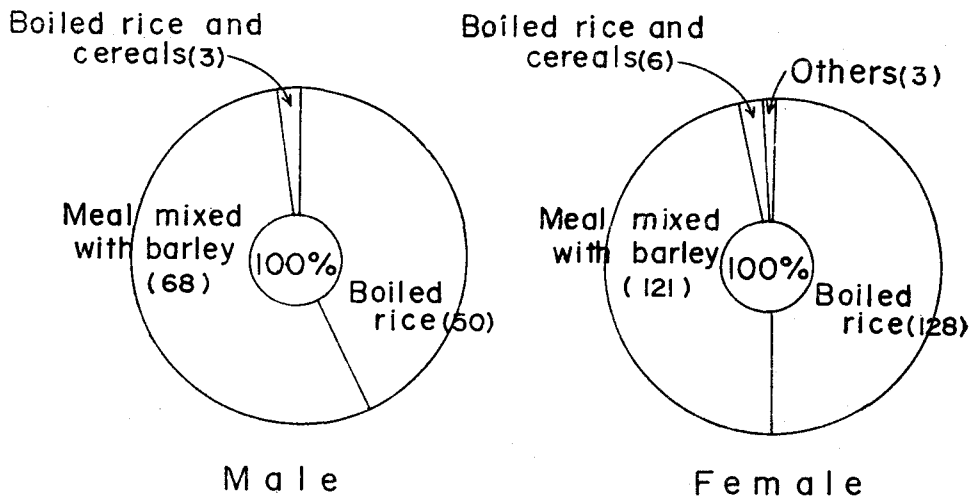 Boiled rice and
cereals(3)
Meal mixed
with barley
(68)
100%
Boiled
rice(50)
Male
Boiled rice and
cereals(6)
Others(3)
Meal mixed
with barley
(121)
100%
Boiled
rice(128)
Female